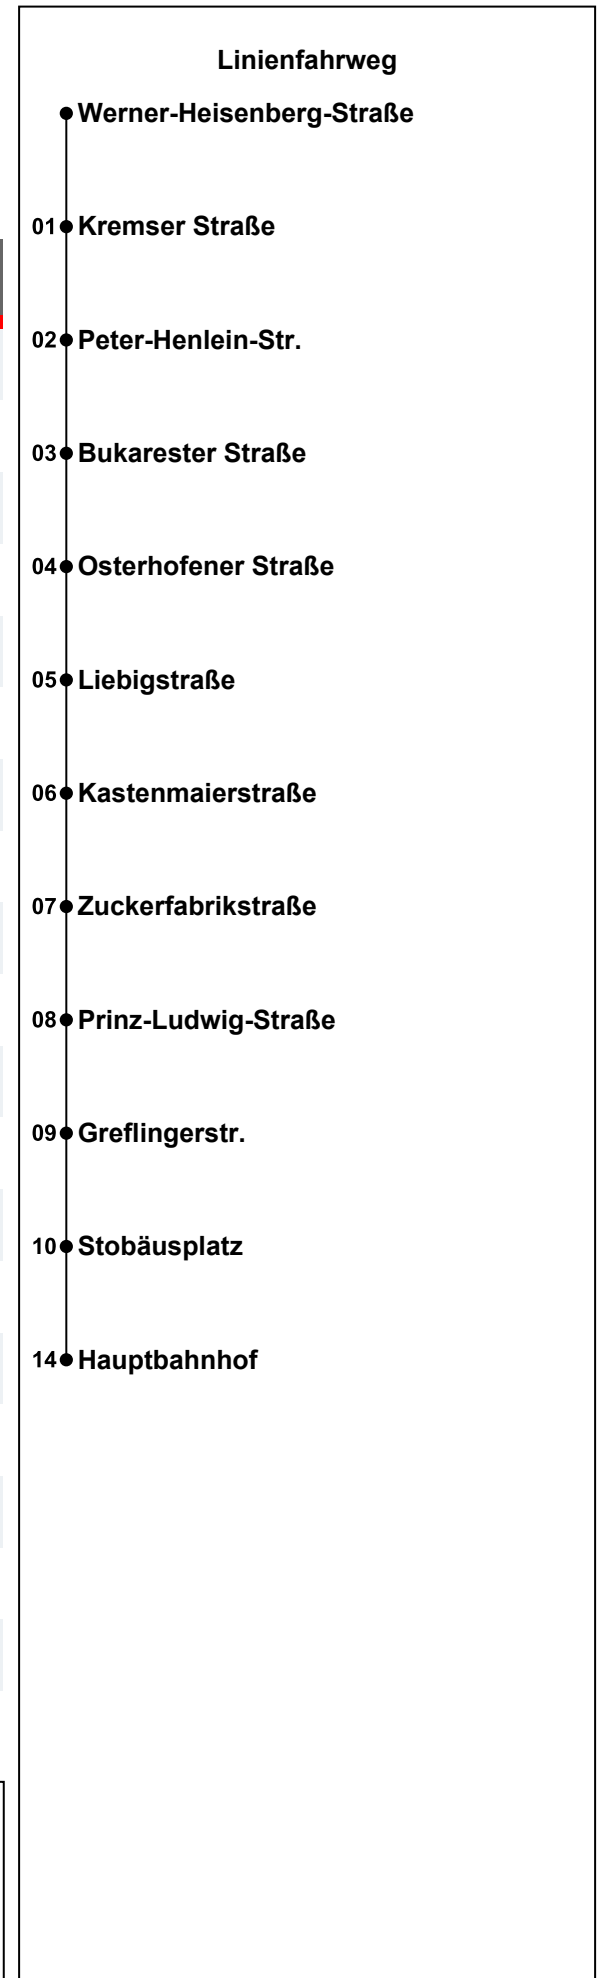 Linienfahrweg
Werner-Heisenberg-Straße
01 Kremser Straße
02 Peter-Henlein-Str.
03 Bukarester Straße
04 Osterhofener Straße
05 Liebigstraße
06 Kastenmaierstraße
07 Zuckerfabrikstraße
08 Prinz-Ludwig-Straße
09 Greflingerstr.
10 Stobäusplatz
14 Hauptbahnhof